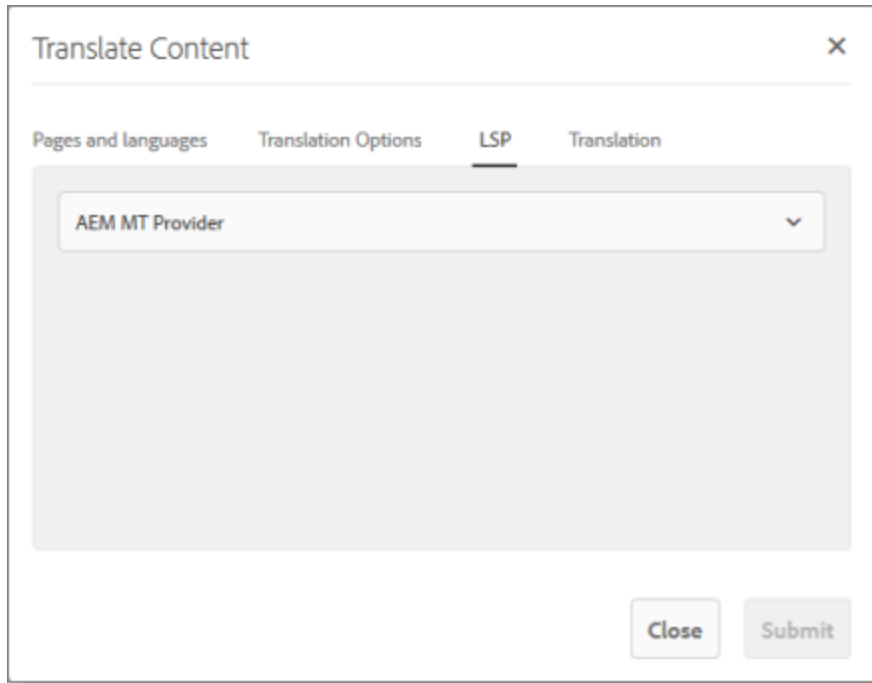 Translate Content
Pages and languages Translation Options LSP Translation
AEM MT Provider
Close Submit